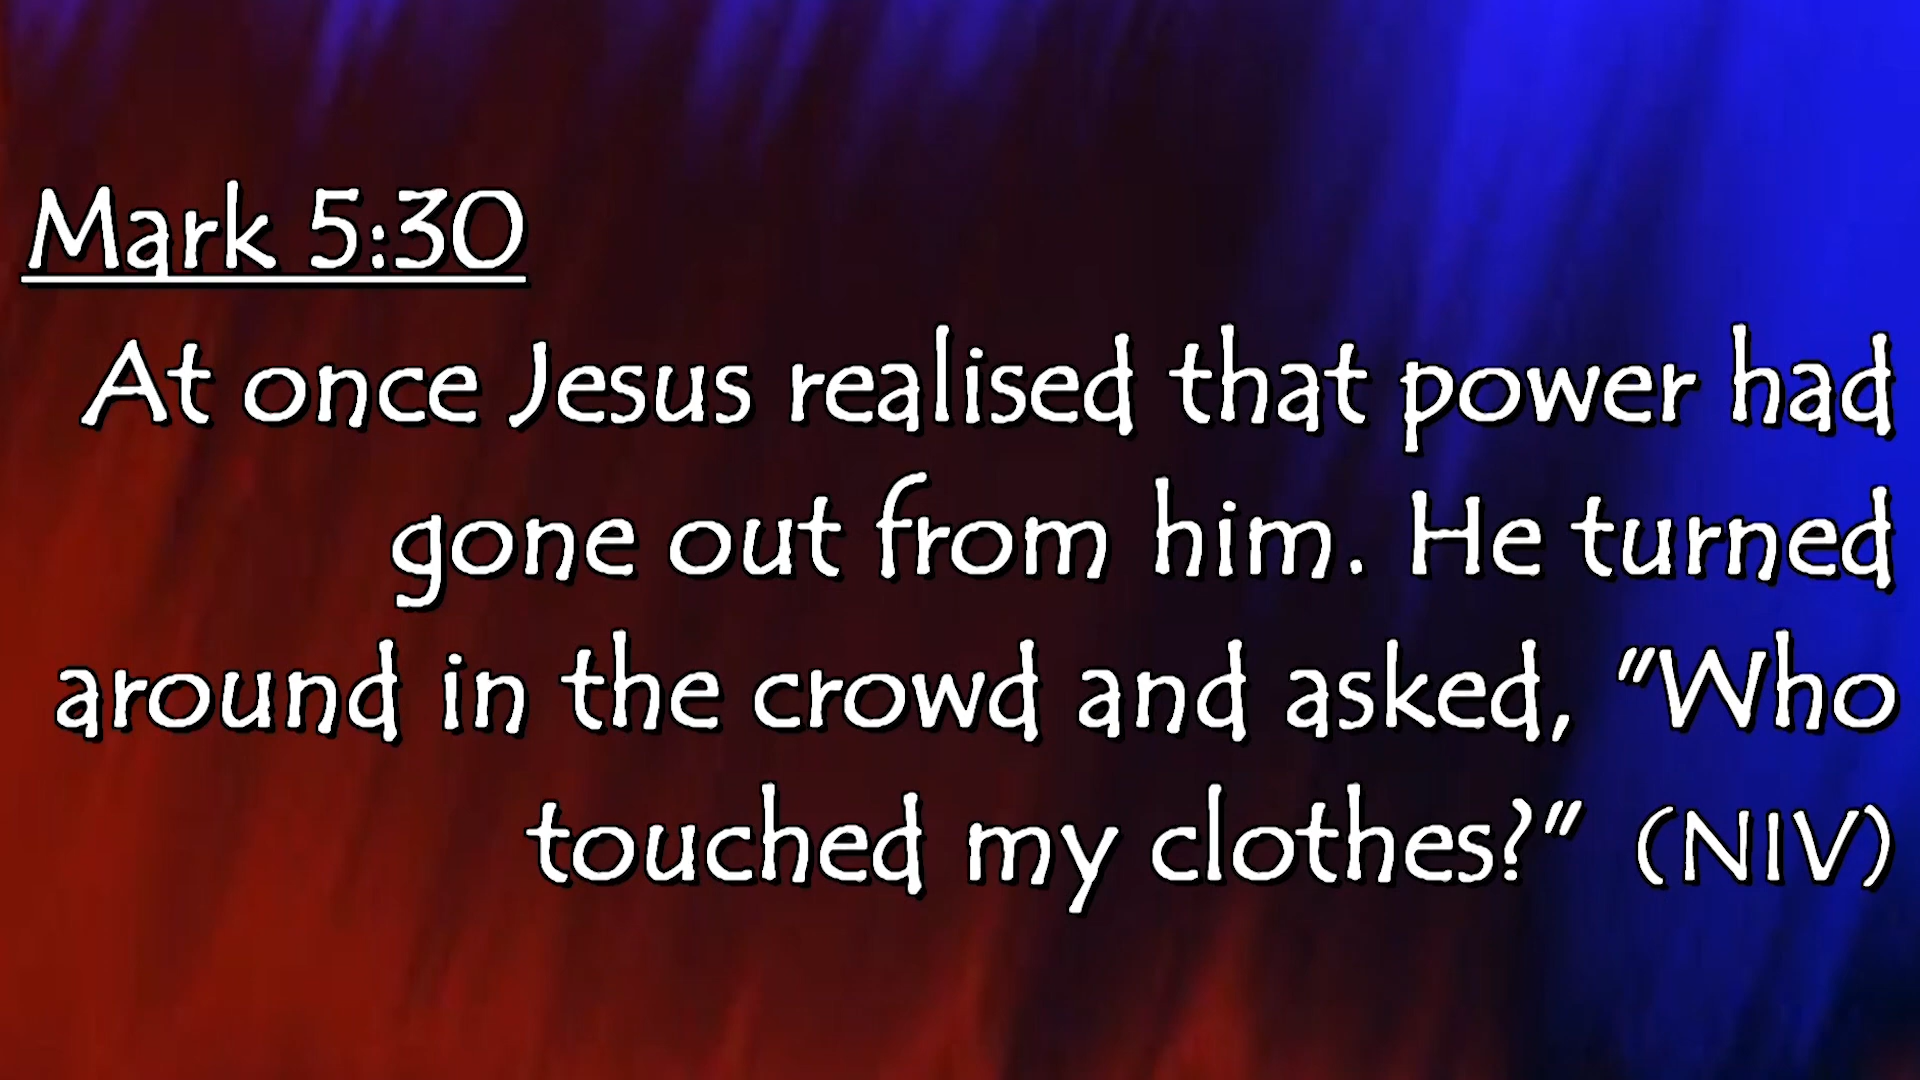 Mark 5:30
At once Jesus realised that power had
gone out from him. He turned
around in the crowd and asked, "Who
touched my clothes?" (NIV)